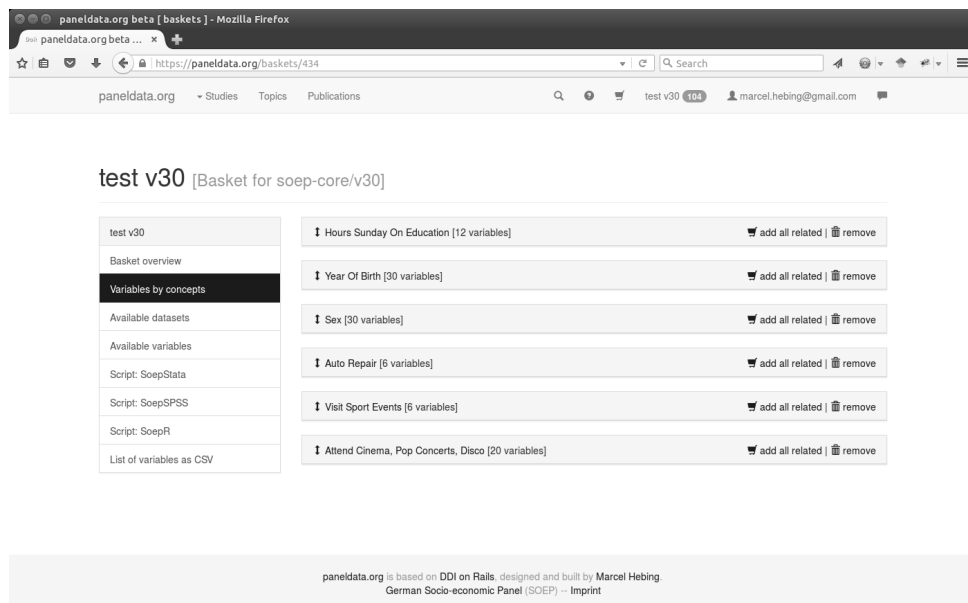 paneldata.org beta [ baskets ] - Mozilla Firefox
paneldata.org beta ... × +
https://paneldata.org/baskets/434
Search
paneldata.org Studies Topics Publications test v30 104 marcel.hebing@gmail.com
test v30 [Basket for soep-core/v30]
test v30
Basket overview
Variables by concepts
Available datasets
Available variables
Script: SoepStata
Script: SoepSPSS
Script: SoepR
List of variables as CSV
Hours Sunday On Education [12 variables] add all related | remove
Year Of Birth [30 variables] add all related | remove
Sex [30 variables] add all related | remove
Auto Repair [6 variables] add all related | remove
Visit Sport Events [6 variables] add all related | remove
Attend Cinema, Pop Concerts, Disco [20 variables] add all related | remove
paneldata.org is based on DDI on Rails, designed and built by Marcel Hebing.
German Socio-economic Panel (SOEP) -- Imprint